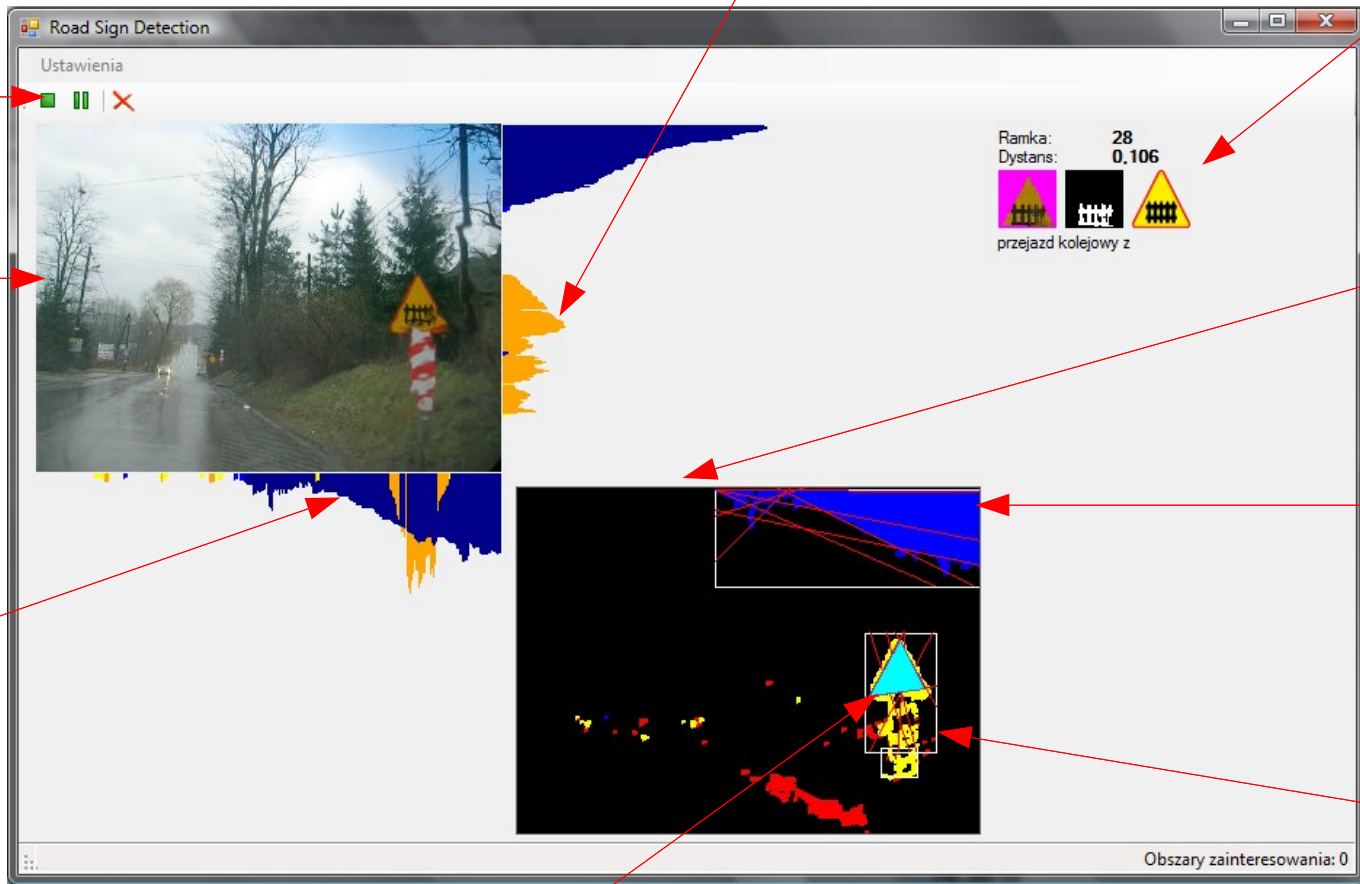 Road Sign Detection
Ustawienia
Ramka: 28
Dystans: 0,106
przejazd kolejowy z
Obszary zainteresowania: 0